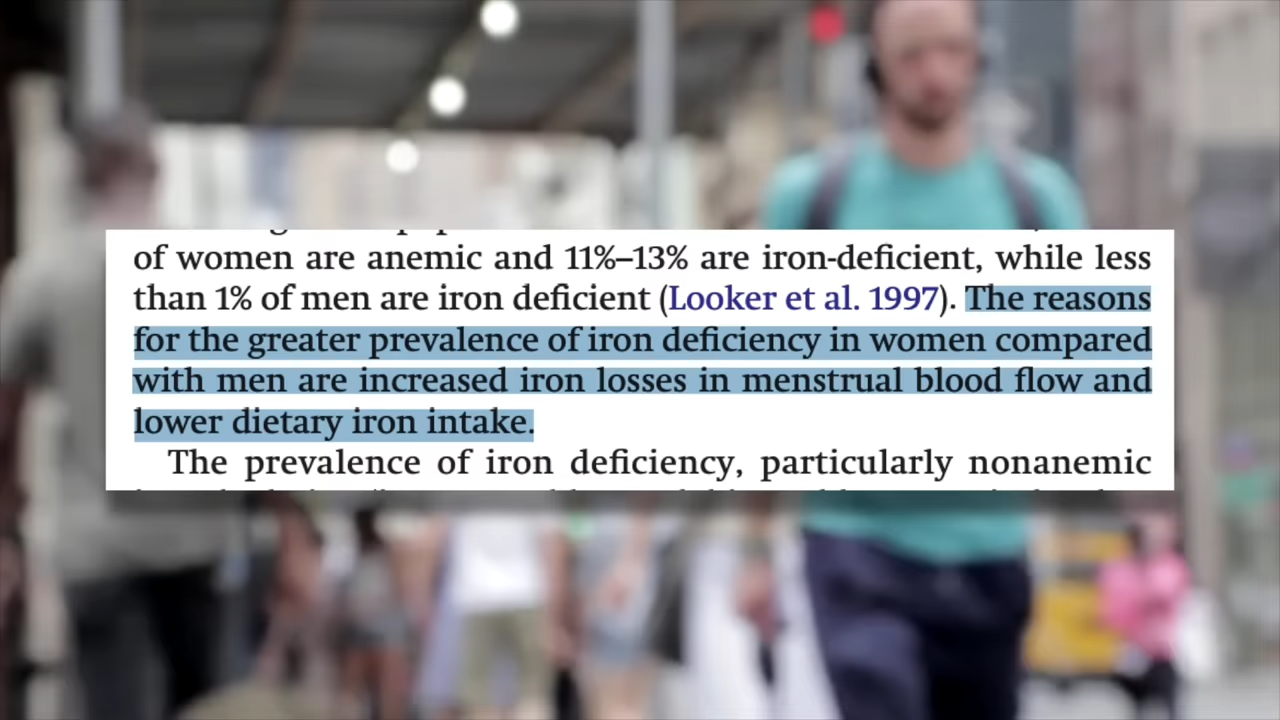 of women are anemic and 11%–13% are iron-deficient, while less
than 1% of men are iron deficient (Looker et al. 1997). The reasons
for the greater prevalence of iron deficiency in women compared
with men are increased iron losses in menstrual blood flow and
lower dietary iron intake.
The prevalence of iron deficiency, particularly nonanemic